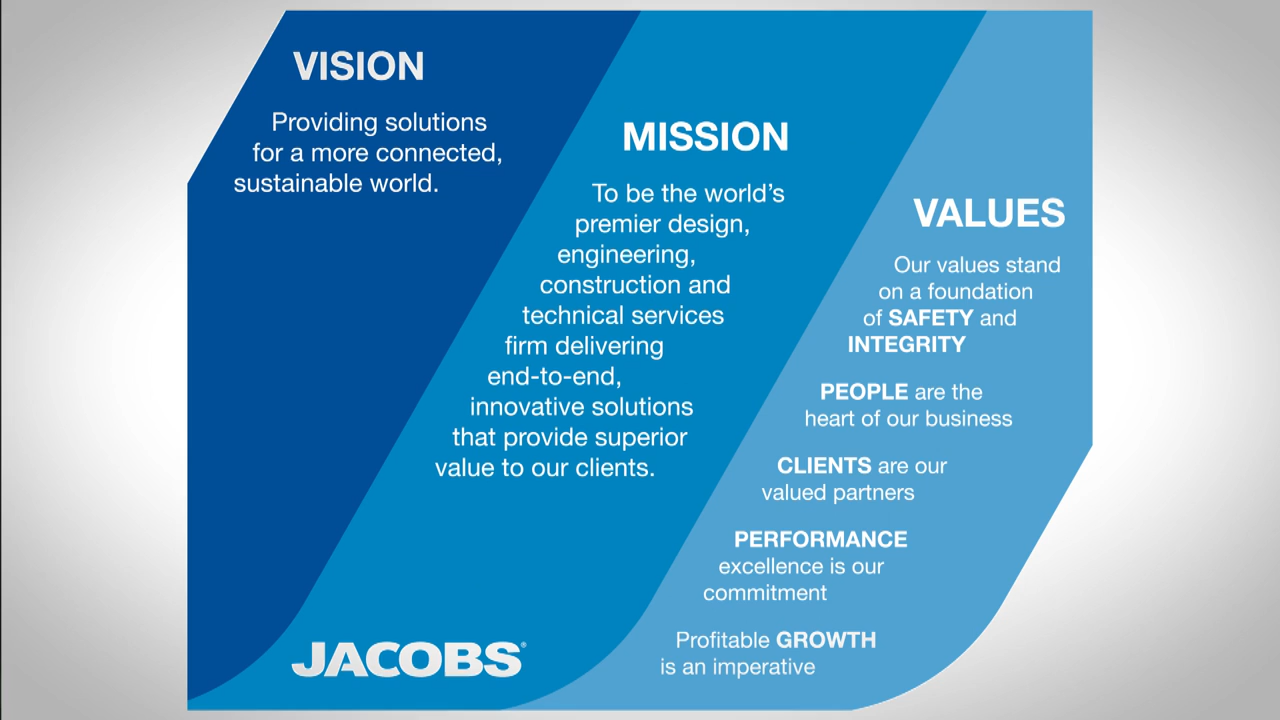 VISION
Providing solutions
for a more connected,
sustainable world.
MISSION
To be the world's
premier design,
engineering,
construction and
technical services
firm delivering
end-to-end,
innovative solutions
that provide superior
value to our clients.
VALUES
Our values stand
on a foundation
of SAFETY and
INTEGRITY
PEOPLE are the
heart of our business
CLIENTS are our
valued partners
PERFORMANCE
excellence is our
commitment
Profitable GROWTH
is an imperative
JACOBS®